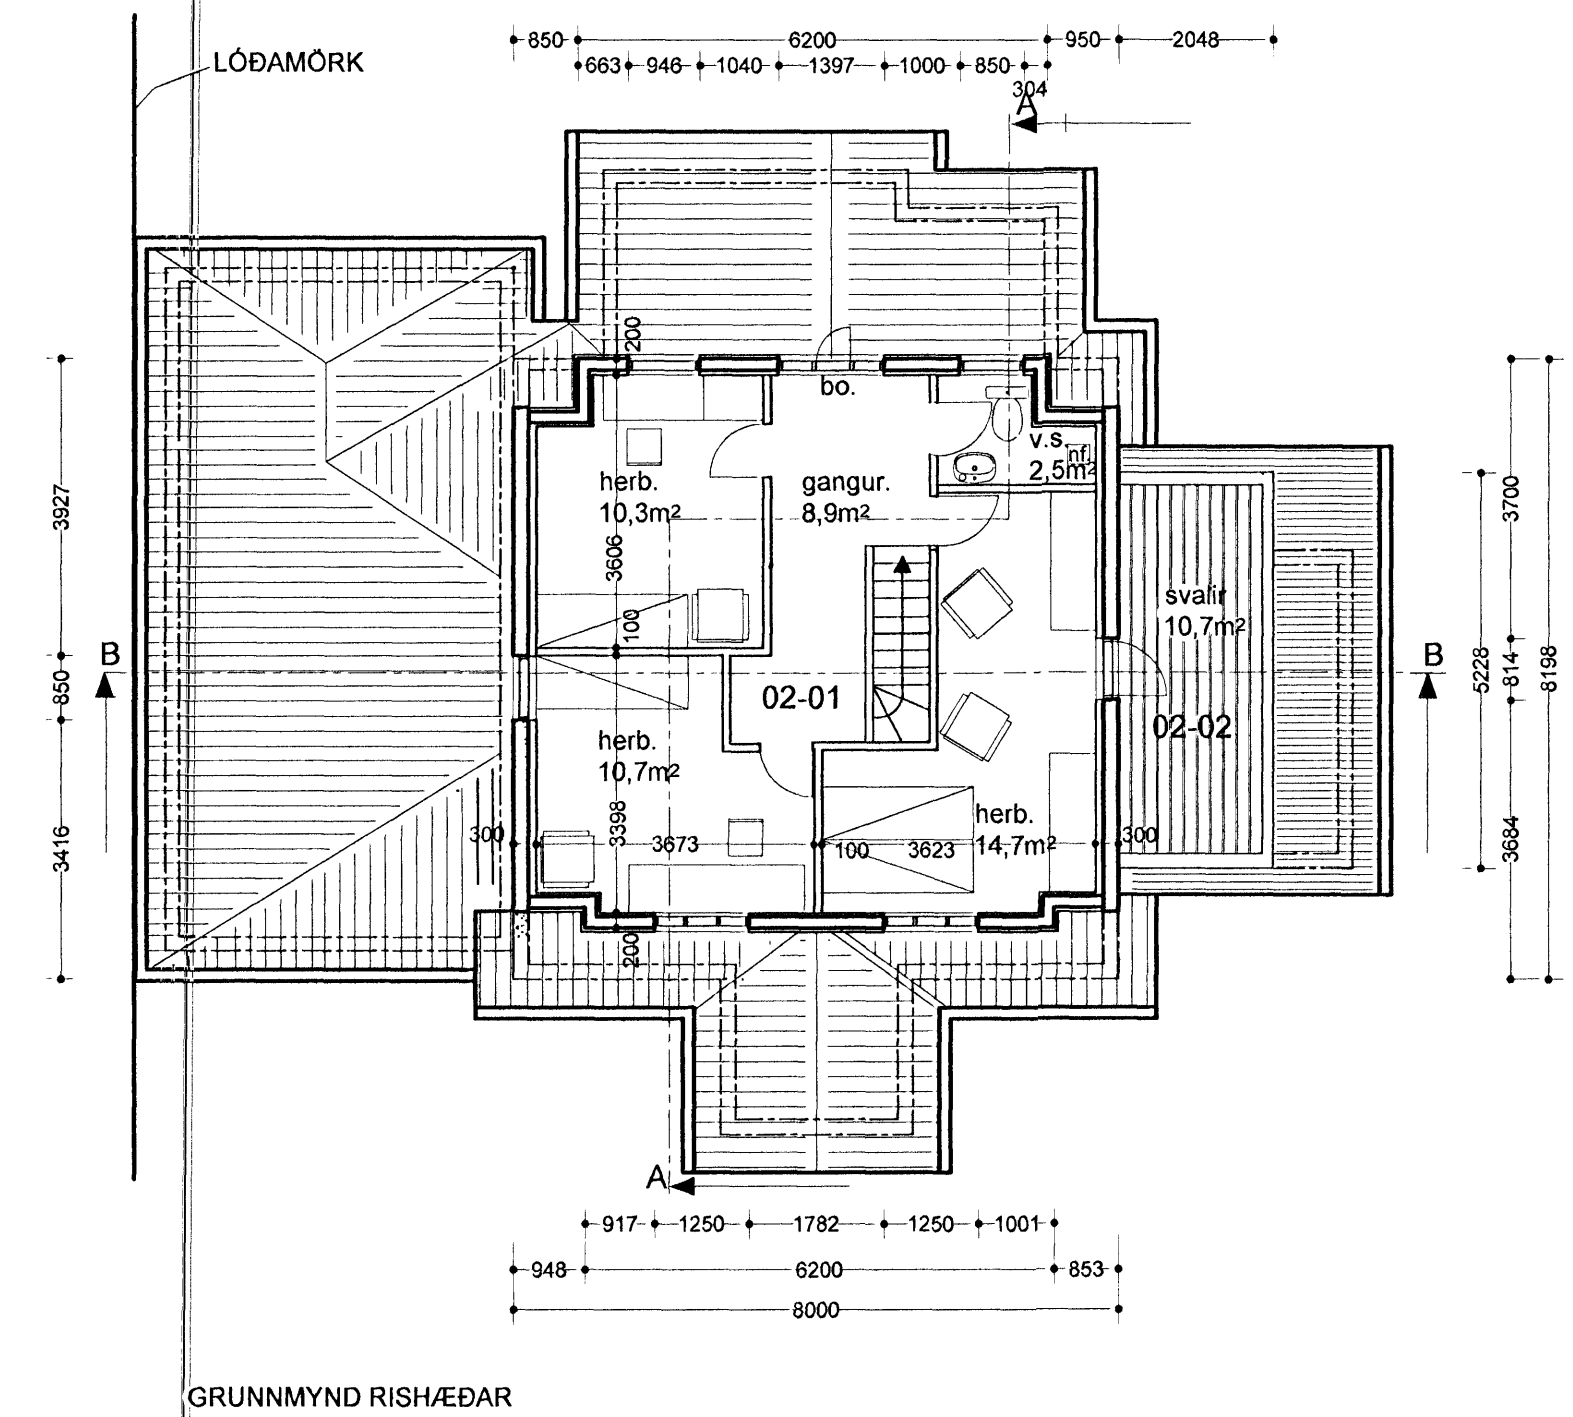 850 6200 950 2048
LÓÐAMÖRK
663 946 1040 1397 1000 850
304
A
200
bo.
v.s.
nf.
2,5m²
herb.
10,3m²
gangur.
8,9m²
3927
3700
3606
svalir
10,7m²
100
B
B
850
5228
814
8198
02-01
02-02
herb.
10,7m²
herb.
14,7m²
3416
300
3398
3673
100
3623
300
3684
200
A
917 1250 1782 1250 1001
948 6200 853
8000
GRUNNMYND RISHÆÐAR